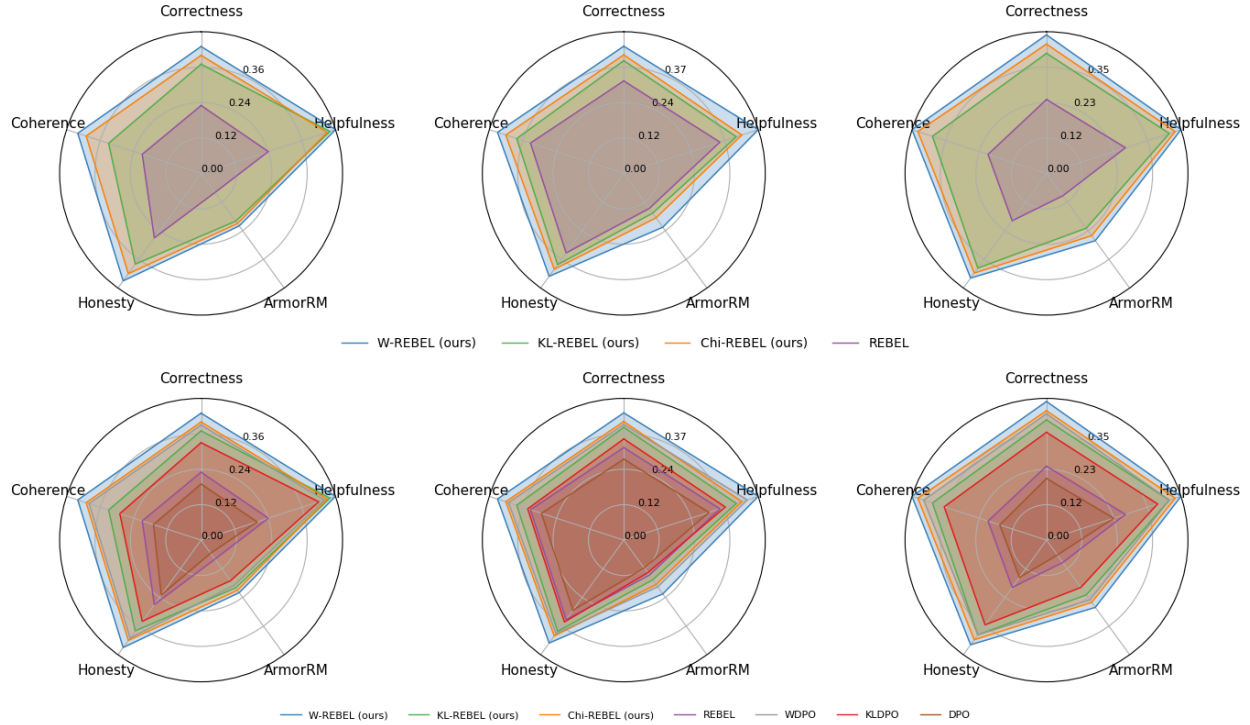 Correctness Correctness Correctness
0.36 0.37 0.35
Coherence 0.24 Helpfulness Coherence 0.24 Helpfulness Coherence 0.23 Helpfulness
0.12 0.12 0.12
0.00 0.00 0.00
Honesty ArmorRM Honesty ArmorRM Honesty ArmorRM
W-REBEL (ours) KL-REBEL (ours) Chi-REBEL (ours) REBEL
Correctness Correctness Correctness
0.36 0.37 0.35
Coherence 0.24 Helpfulness Coherence 0.24 Helpfulness Coherence 0.23 Helpfulness
0.12 0.12 0.12
0.00 0.00 0.00
Honesty ArmorRM Honesty ArmorRM Honesty ArmorRM
W-REBEL (ours) KL-REBEL (ours) Chi-REBEL (ours) REBEL WDPO KLDPO DPO